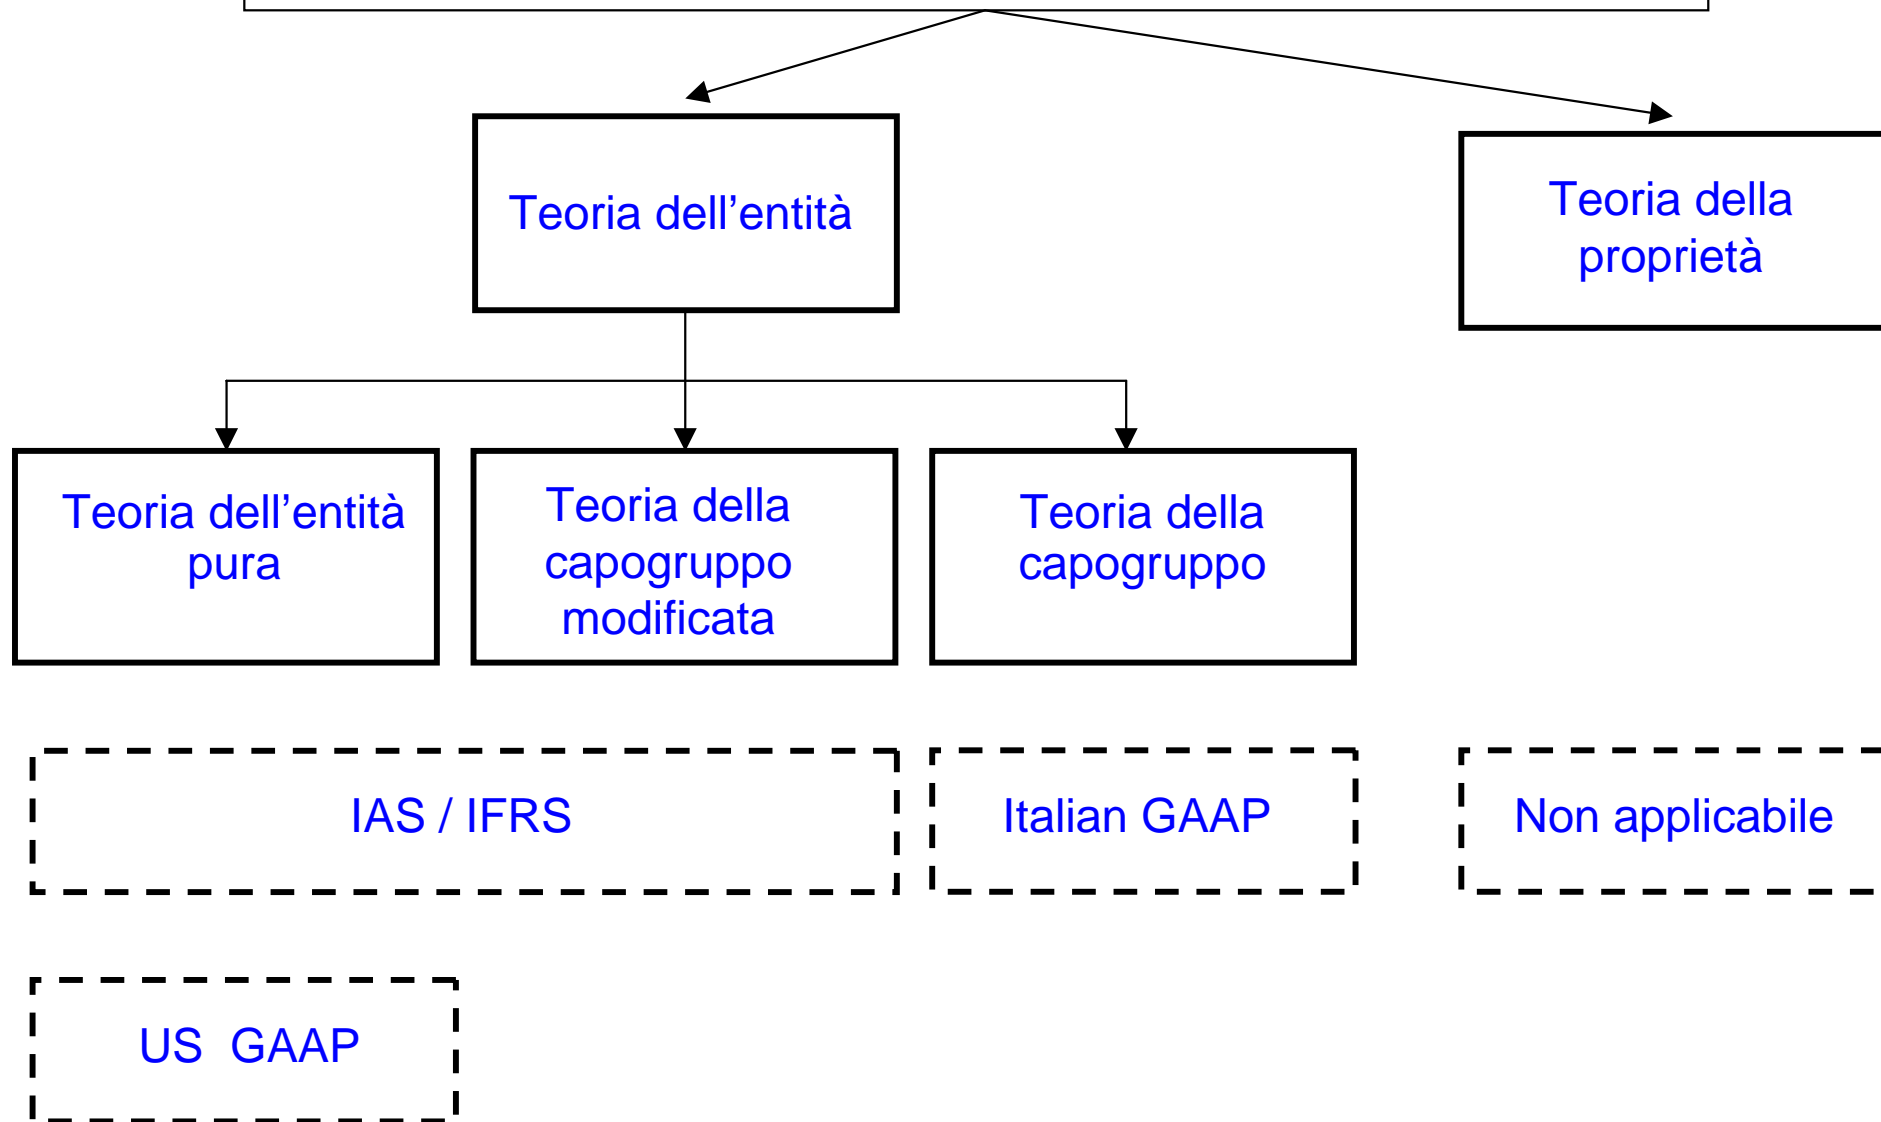 Teoria dell’entità
Teoria della
proprietà
Teoria dell’entità
pura
Teoria della
capogruppo
modificata
Teoria della
capogruppo
IAS / IFRS
Italian GAAP
Non applicabile
US  GAAP